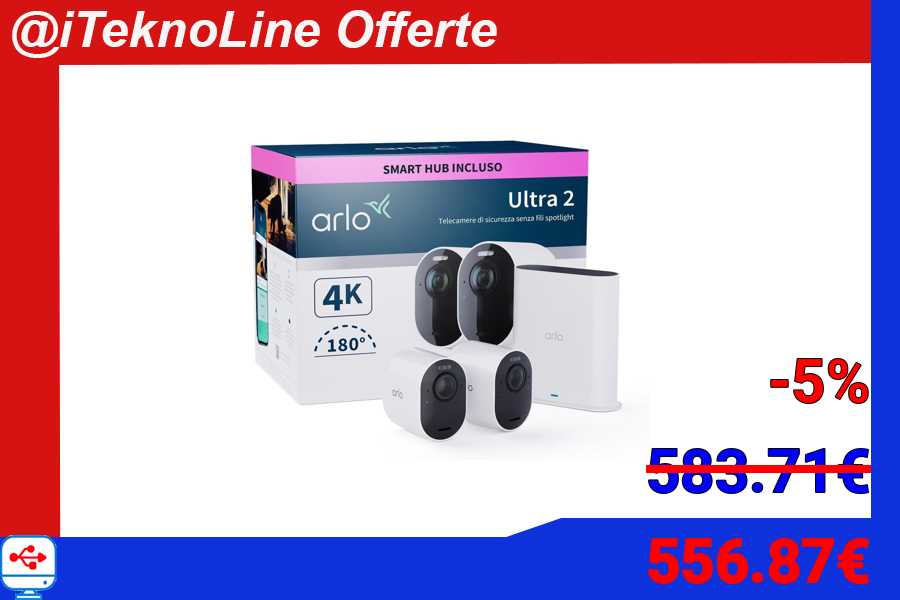 @iTeknoLine Offerte
SMART HUB INCLUSO
Ultra 2
arlo
Telecamere di sicurezza senza fili spotlight
4K
180°
arlo
arlo
-5%
583.71€
556.87€